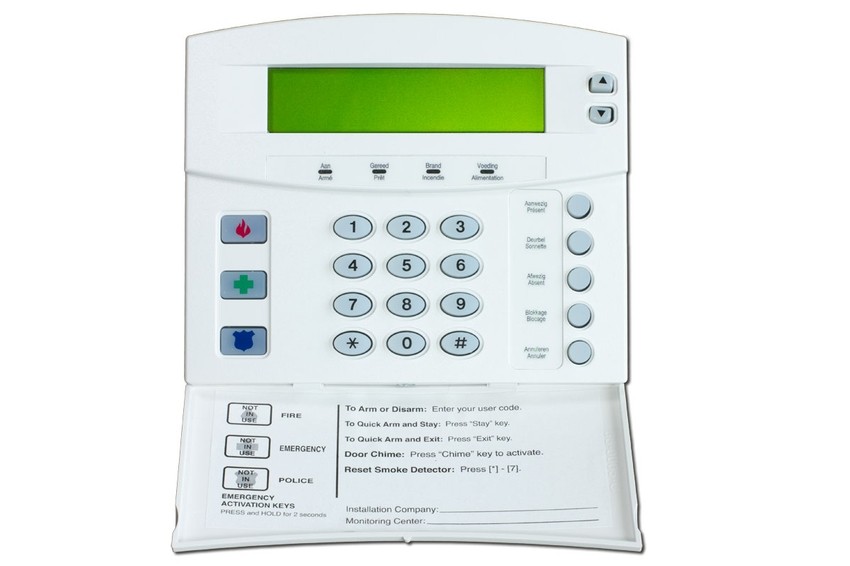 Aan
Armé
Gereed
Prêt
Brand
Incendie
Voeding
Alimentation
Aanwezig
Présent
Deurbel
Sonnette
Afwezig
Absent
Blokkage
Blocage
Annuleren
Annuler
1 2 3
4 5 6
7 8 9
* 0 #
NOT
IN
USE
FIRE
NOT
IN
USE
EMERGENCY
NOT
IN
USE
POLICE
EMERGENCY
ACTIVATION KEYS
PRESS and HOLD for 2 seconds
To Arm or Disarm: Enter your user code.
To Quick Arm and Stay: Press "Stay" key.
To Quick Arm and Exit: Press "Exit" key.
Door Chime: Press "Chime" key to activate.
Reset Smoke Detector: Press [*] - [7].
Installation Company:
Monitoring Center: